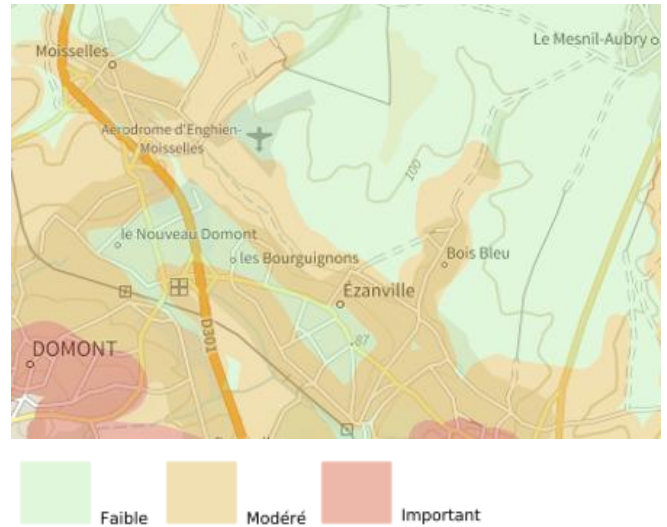 Moisselles
Le Mesnil-Aubry
Aérodrome d'Enghien-
Moisselles
100
le Nouveau Domont
les Bourguignons
Bois Bleu
Ézanville
D301
87
DOMONT
Faible
Modéré
Important